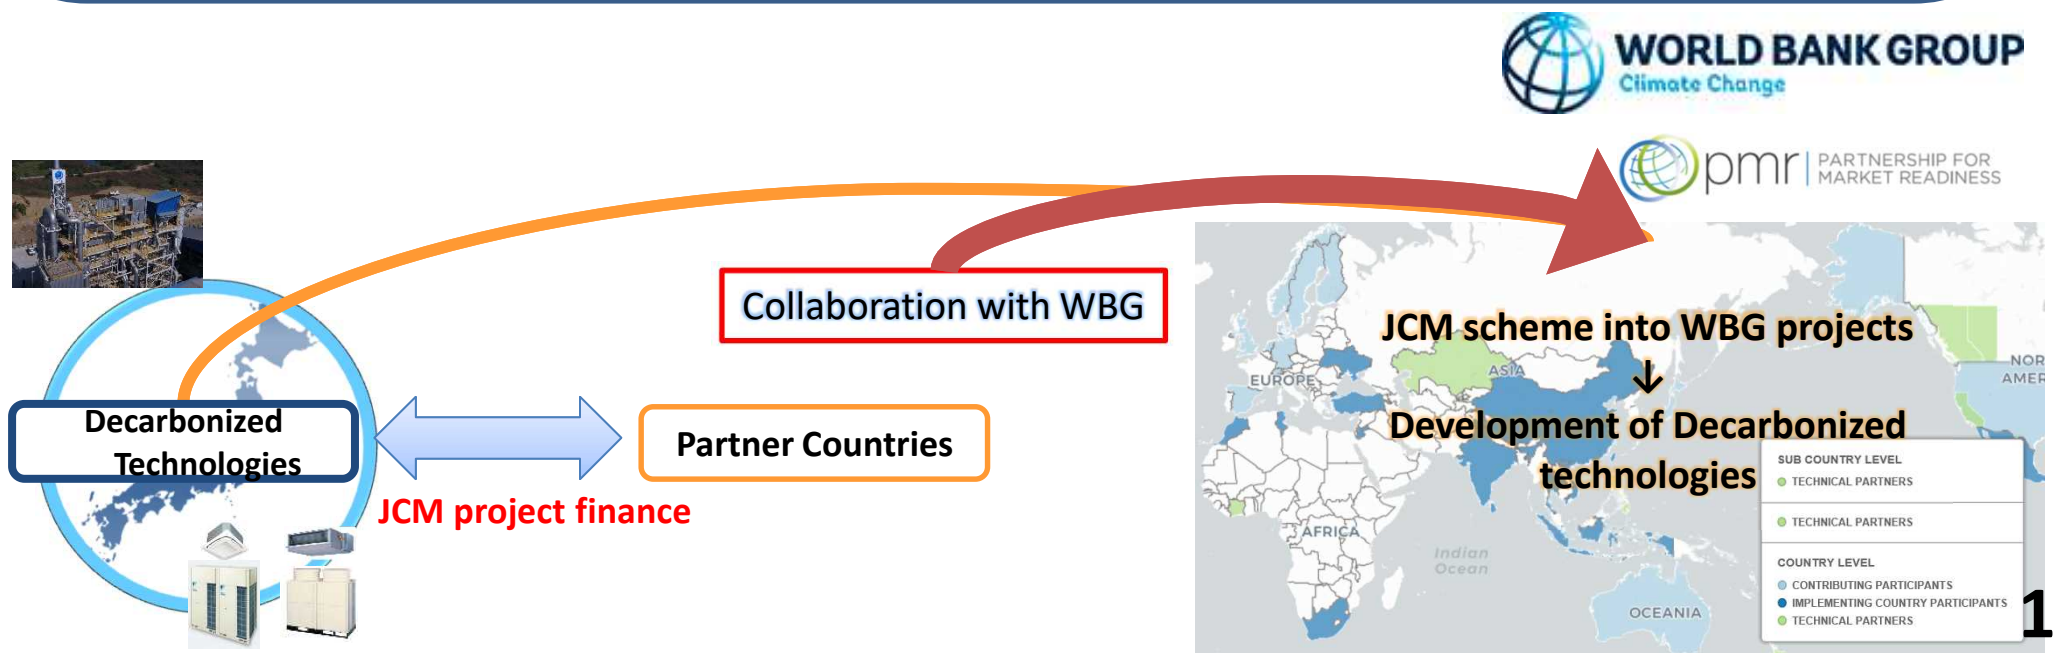 WORLD BANK GROUP
Climate Change
pmr
PARTNERSHIP FOR
MARKET READINESS
Collaboration with WBG
JCM scheme into WBG projects
↓
Development of Decarbonized
technologies
Decarbonized
Technologies
Partner Countries
JCM project finance
EUROPE
ASIA
AFRICA
Indian
Ocean
OCEANIA
NOR
AMER
SUB COUNTRY LEVEL
TECHNICAL PARTNERS
TECHNICAL PARTNERS
COUNTRY LEVEL
CONTRIBUTING PARTICIPANTS
IMPLEMENTING COUNTRY PARTICIPANTS
TECHNICAL PARTNERS
1